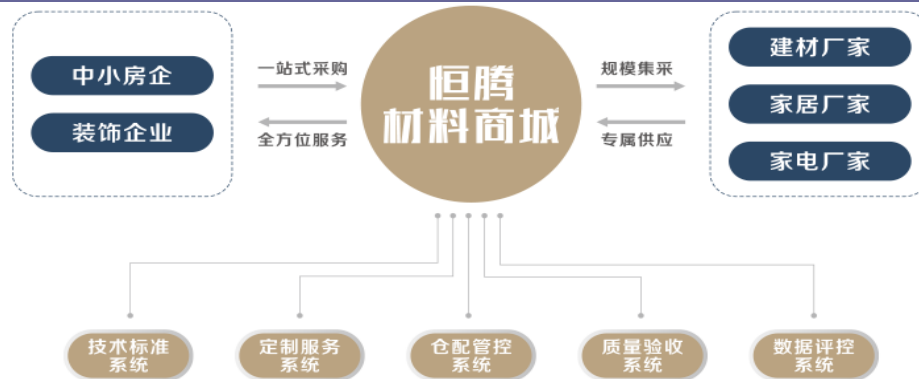 中小房企
装饰企业
一站式采购
全方位服务
恒腾
材料商城
规模集采
专属供应
建材厂家
家居厂家
家电厂家
技术标准
系统
定制服务
系统
仓配管控
系统
质量验收
系统
数据评控
系统